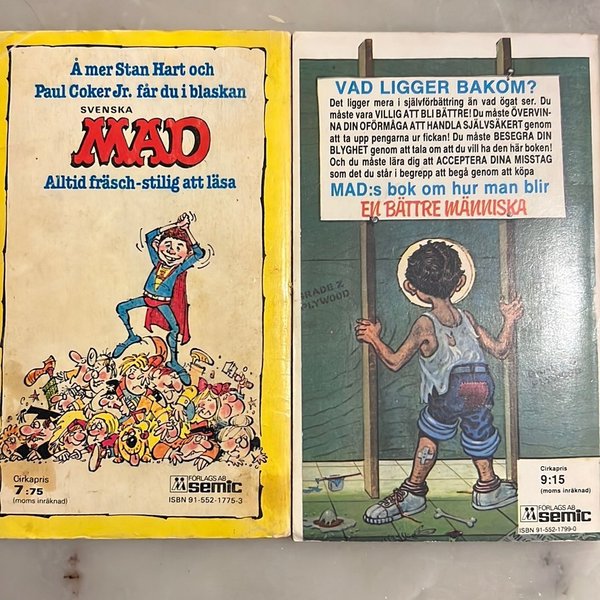 Å mer Stan Hart och
Paul Coker Jr. får du i blaskan
SVENSKA
MAD
Alltid fräsch-stilig att läsa
Cirkapris
7:75
(moms inräknad)
FÖRLAGS AB
semic
ISBN 91-552-1775-3
VAD LIGGER BAKOM?
Det ligger mera i självförbättring än vad ögat ser. Du
måste vara VILLIG ATT BLI BÄTTRE! Du måste ÖVERVIN-
NA DIN OFÖRMÅGA ATT HANDLA SJÄLVSÄKERT genom
att ta upp pengarna ur fickan! Du måste BESEGRA DIN
BLYGHET genom att tala om att du vill ha den här boken!
Och du måste lära dig att ACCEPTERA DINA MISSTAG
som det du står i begrepp att begå genom att köpa
MAD:s bok om hur man blir
EN BÄTTRE MÄNNISKA
GRADE Z
PLYWOOD
Cirkapris
9:15
(moms inräknad)
FÖRLAGS AB
semic
ISBN 91-552-1799-0